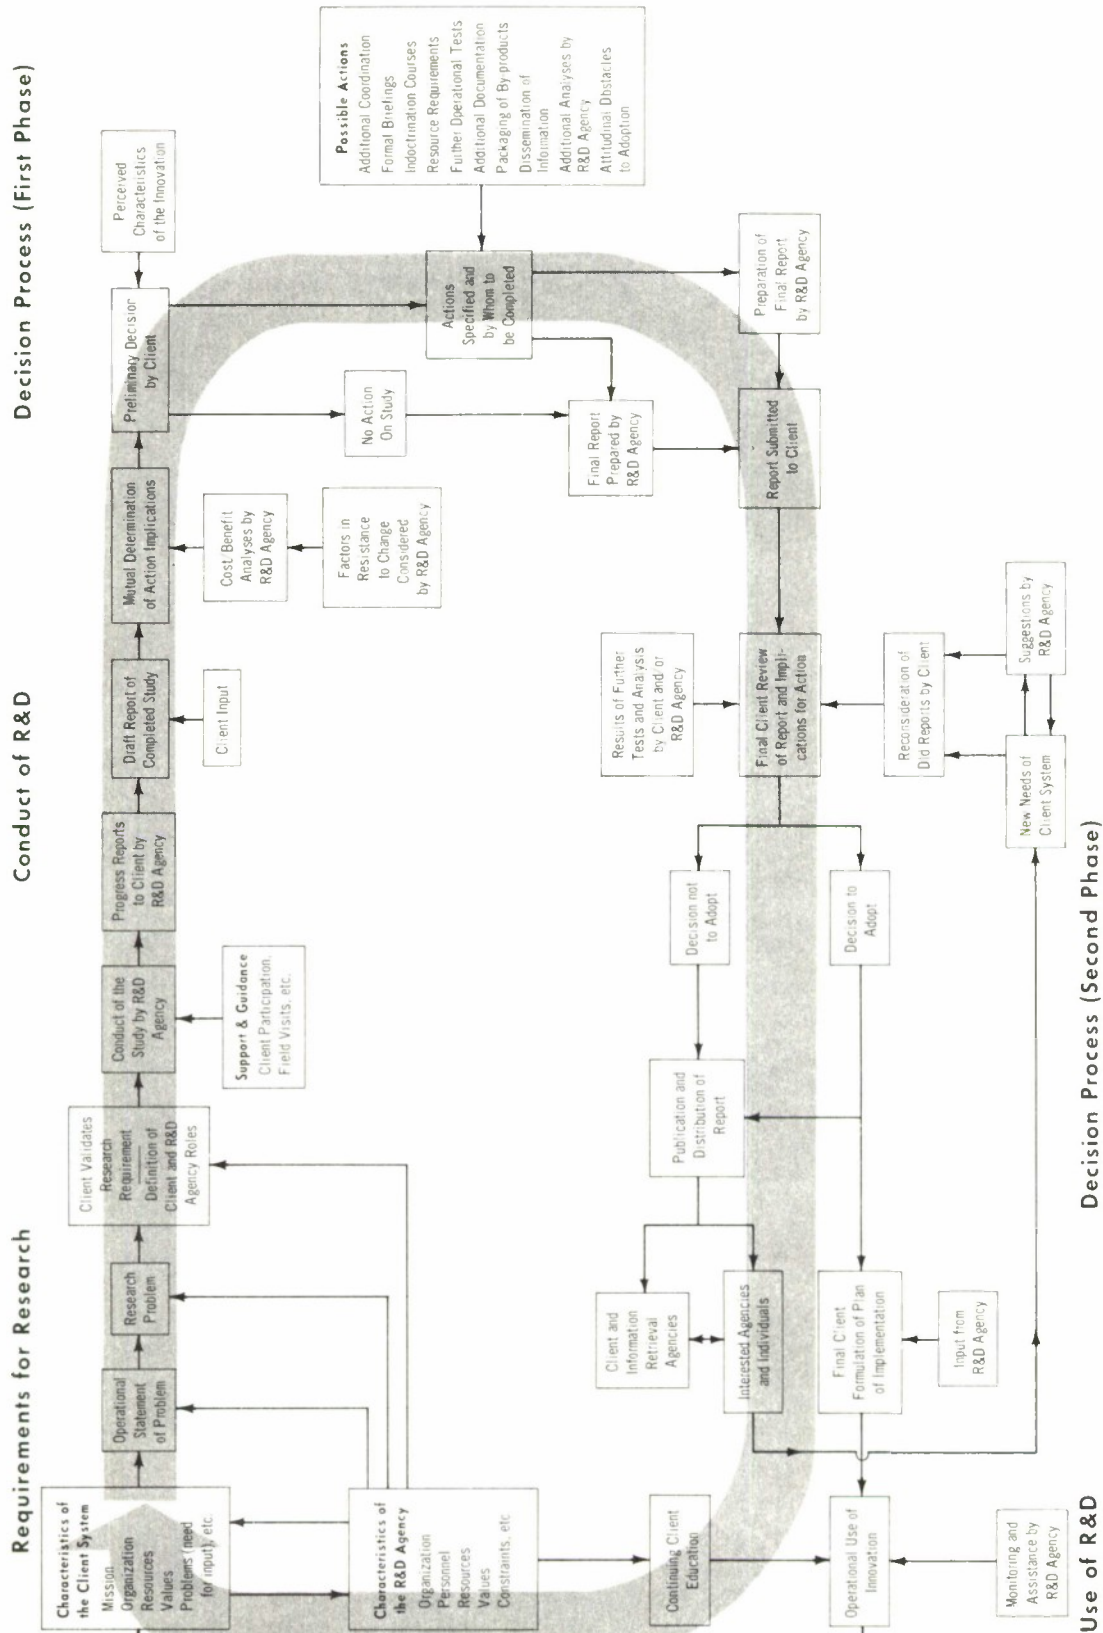 Requirements for Research
Conduct of R&D
Decision Process (First Phase)
Characteristics of
the Client System
Mission
Organization
Resources
Values
Problems (need
for input), etc.
Operational
Statement
of Problem
Research
Problem
Client Validates
Research
Requirement
Definition of
Client and R&D
Agency Roles
Conduct of the
Study by R&D
Agency
Progress Reports
to Client by
R&D Agency
Draft Report of
Completed Study
Mutual Determination
of Action Implications
Preliminary Decision
by Client
Perceived
Characteristics
of the Innovation
Support & Guidance
Client Participation,
Field Visits, etc.
Client Input
Cost/Benefit
Analyses by
R&D Agency
Factors in
Resistance
to Change
Considered
by R&D Agency
No Action
On Study
Possible Actions
Additional Coordination
Formal Briefings
Indoctrination Courses
Resource Requirements
Further Operational Tests
Additional Documentation
Packaging of By-products
Dissemination of
Information
Additional Analyses by
R&D Agency
Attitudinal Obstacles
to Adoption
Characteristics of
the R&D Agency
Organization
Personnel
Resources
Values
Constraints, etc
Actions
Specified and
by Whom to
be Completed
Final Report
Prepared by
R&D Agency
Preparation of
Final Report
by R&D Agency
Report Submitted
to Client
Results of Further
Tests and Analysis
by Client and/or
R&D Agency
Final Client Review
of Report and Impli-
cations for Action
Reconsideration of
Old Reports by Client
Suggestions by
R&D Agency
New Needs of
Client System
Decision not
to Adopt
Decision to
Adopt
Publication and
Distribution of
Report
Client and
Information
Retrieval
Agencies
Interested Agencies
and Individuals
Final Client
Formulation of Plan
of Implementation
Input from
R&D Agency
Continuing Client
Education
Operational Use of
Innovation
Monitoring and
Assistance by
R&D Agency
Use of R&D
Decision Process (Second Phase)